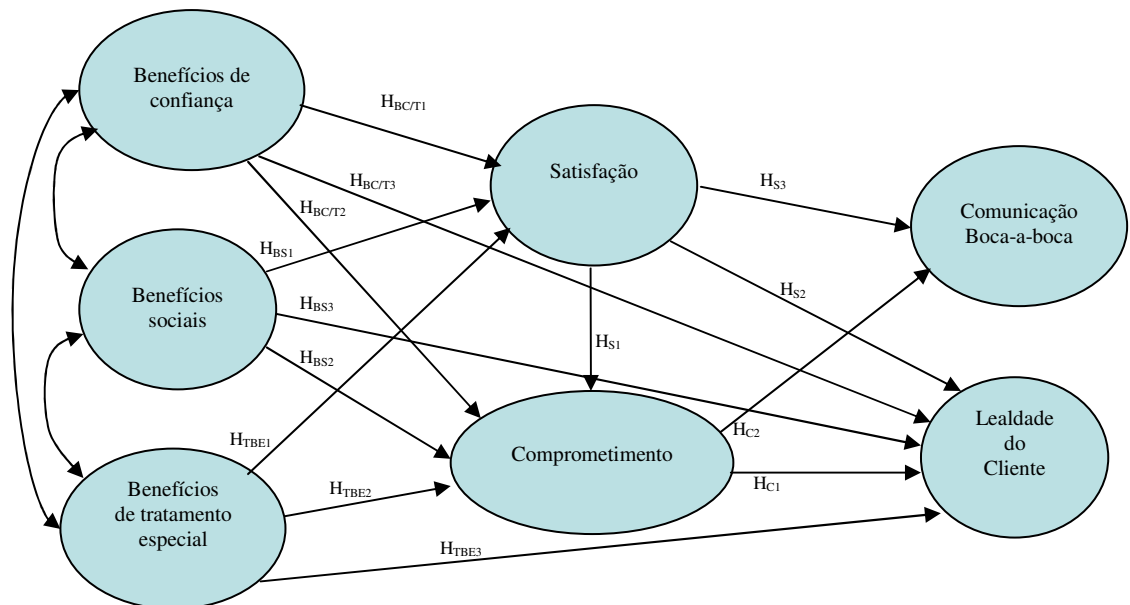 Benefícios de
confiança
H_BC/T1
Satisfação
H_BC/T3
H_S3
H_BC/T2
Comunicação
Boca-a-boca
H_BS1
Benefícios
sociais
H_BS3
H_S2
H_S1
H_BS2
Lealdade
do
Cliente
H_TBE1
H_C2
Comprometimento
H_C1
Benefícios
de tratamento
especial
H_TBE2
H_TBE3